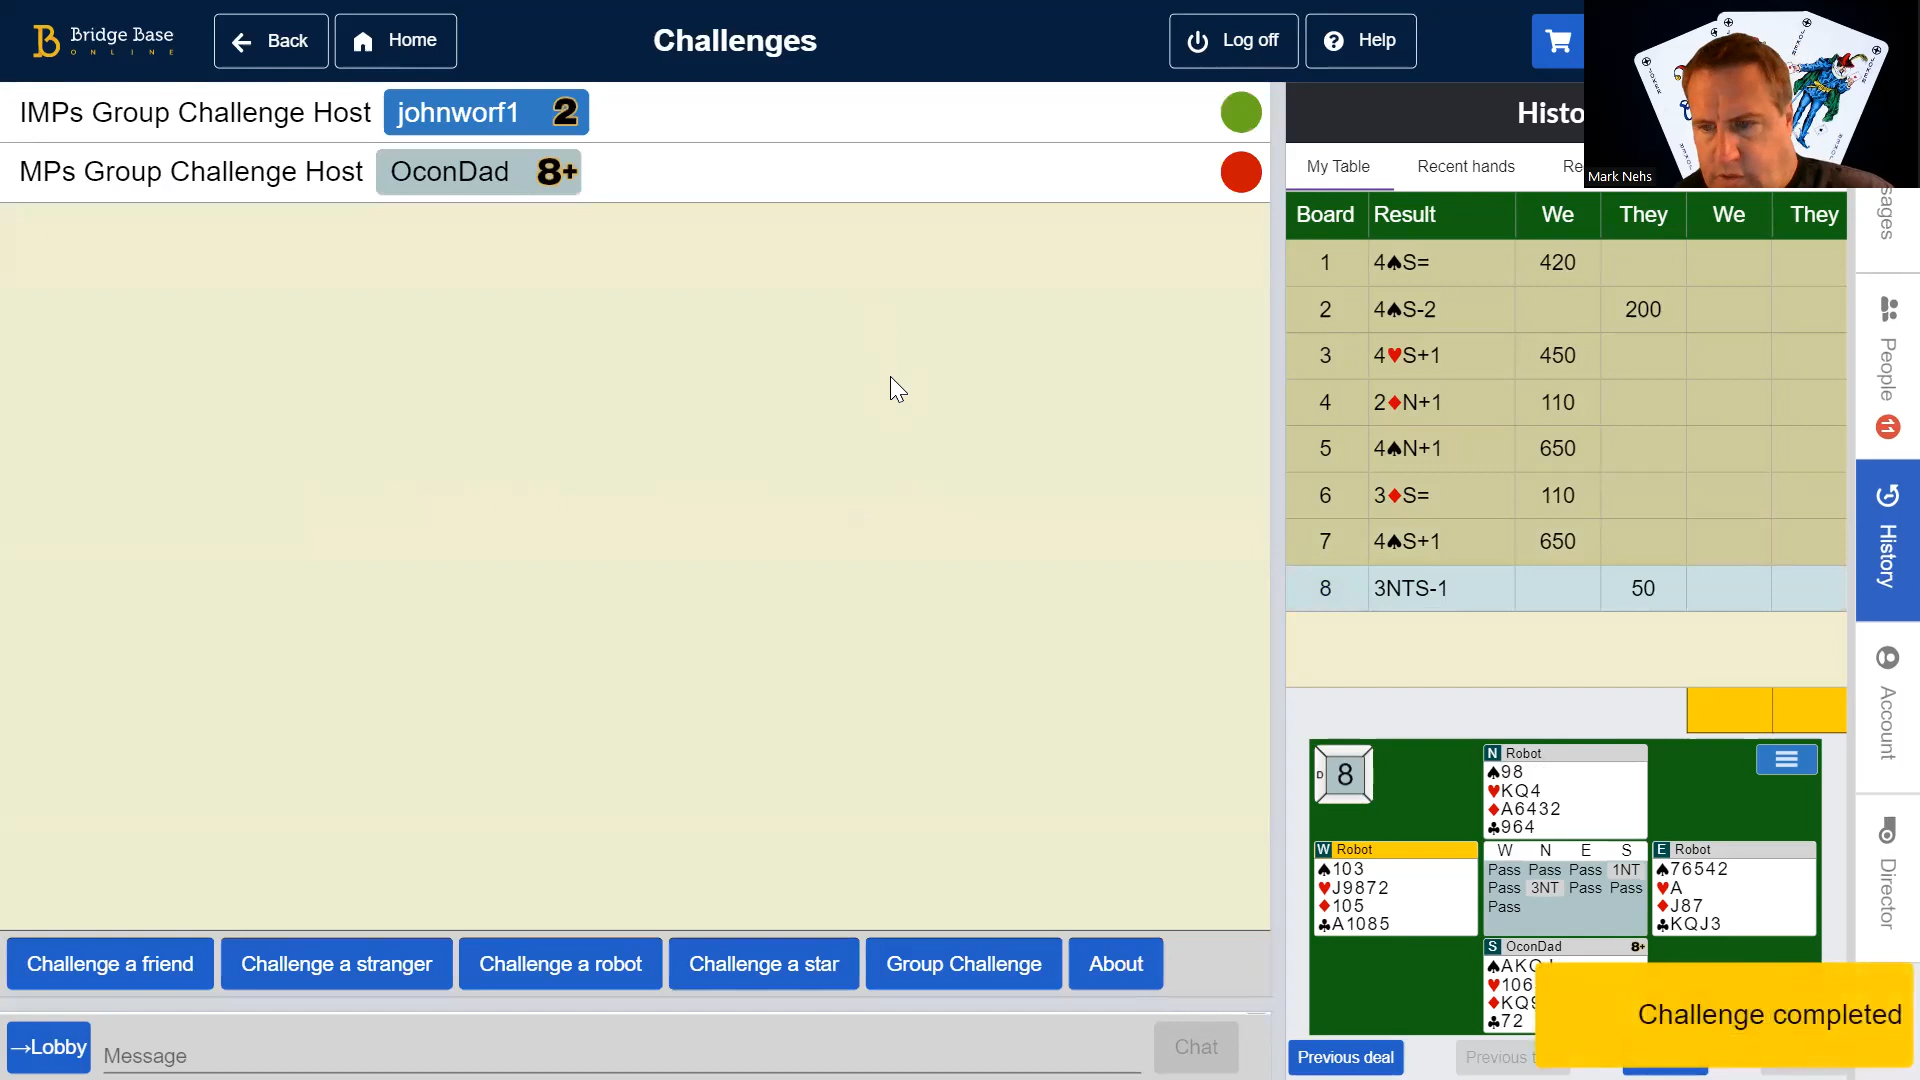 Bridge Base
ONLINE
Back
Home
Challenges
Log off
Help
IMPs Group Challenge Host johnworf1 2
MPs Group Challenge Host OconDad 8+
Mark Nehs
My Table Recent hands
Board Result We They We They
1 4♠S= 420
2 4♠S-2 200
3 4♥S+1 450
4 2♦N+1 110
5 4♠N+1 650
6 3♦S= 110
7 4♠S+1 650
8 3NTS-1 50
People 11
History
Account
Director
D 8
N Robot
♠98
♥KQ4
♦A6432
♣964
W Robot
♠103
♥J9872
♦105
♣A1085
W N E S
Pass Pass Pass 1NT
Pass 3NT Pass Pass
Pass
E Robot
♠76542
♥A
♦J87
♣KQJ3
S OconDad 8+
♣72
Challenge completed
Challenge a friend
Challenge a stranger
Challenge a robot
Challenge a star
Group Challenge
About
→Lobby
Message
Chat
Previous deal
Previous